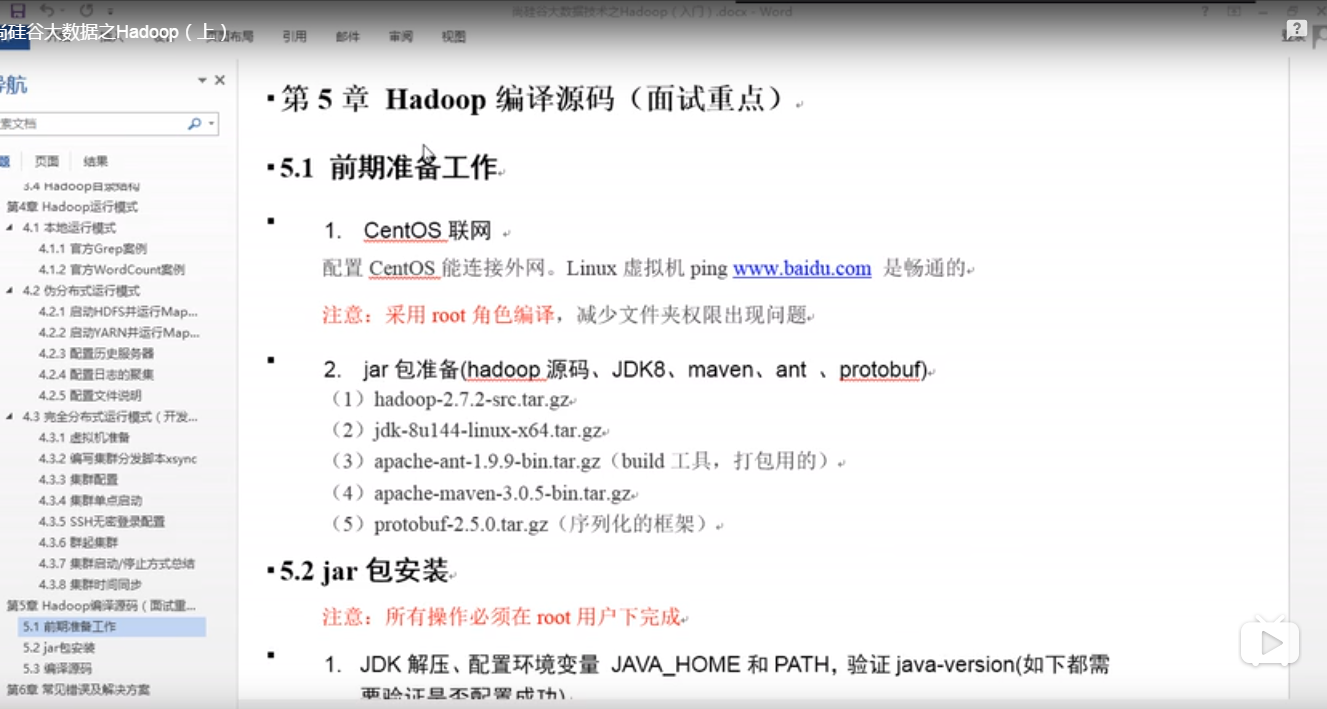 尚硅谷大数据技术之Hadoop（入门）.docx - Word
尚硅谷大数据之Hadoop（上）
布局 引用 邮件 审阅 视图
导航
索文档
题 页面 结果
3.4 Hadoop目录结构
第4章 Hadoop运行模式
4.1 本地运行模式
4.1.1 官方Grep案例
4.1.2 官方WordCount案例
4.2 伪分布式运行模式
4.2.1 启动HDFS并运行Map...
4.2.2 启动YARN并运行Map...
4.2.3 配置历史服务器
4.2.4 配置日志的聚集
4.2.5 配置文件说明
4.3 完全分布式运行模式（开发...
4.3.1 虚拟机准备
4.3.2 编写集群分发脚本xsync
4.3.3 集群配置
4.3.4 集群单点启动
4.3.5 SSH无密登录配置
4.3.6 群起集群
4.3.7 集群启动/停止方式总结
4.3.8 集群时间同步
第5章 Hadoop编译源码（面试重...
5.1 前期准备工作
5.2 jar包安装
5.3 编译源码
第6章 常见错误及解决方案
第 5 章 Hadoop 编译源码（面试重点）
5.1 前期准备工作
1. CentOS 联网
配置 CentOS 能连接外网。Linux 虚拟机 ping www.baidu.com 是畅通的
注意：采用 root 角色编译，减少文件夹权限出现问题
2. jar 包准备(hadoop 源码、JDK8、maven、ant 、protobuf)
（1）hadoop-2.7.2-src.tar.gz
（2）jdk-8u144-linux-x64.tar.gz
（3）apache-ant-1.9.9-bin.tar.gz（build 工具，打包用的）
（4）apache-maven-3.0.5-bin.tar.gz
（5）protobuf-2.5.0.tar.gz（序列化的框架）
5.2 jar 包安装
注意：所有操作必须在 root 用户下完成
1. JDK 解压、配置环境变量 JAVA_HOME 和 PATH，验证 java-version(如下都需
要验证是否配置成功)